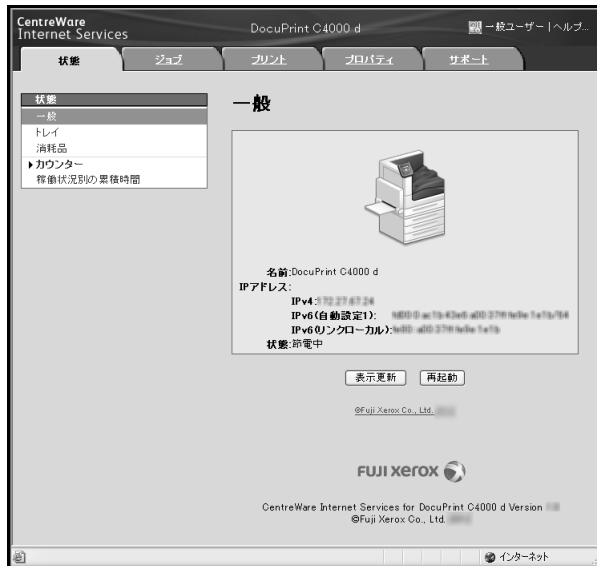 CentreWare
Internet Services
DocuPrint C4000 d
一般ユーザー | ヘルプ...
状態
ジョブ
プリント
プロパティ
サポート
状態
一般
トレイ
消耗品
カウンター
稼働状況別の累積時間
一般
名前:DocuPrint C4000 d
IPアドレス:
IPv4:
IPv6(自動設定1):
IPv6(リンクローカル):
状態:節電中
表示更新
再起動
©Fuji Xerox Co., Ltd.
FUJI XEROX
CentreWare Internet Services for DocuPrint C4000 d Version
©Fuji Xerox Co., Ltd.
インターネット